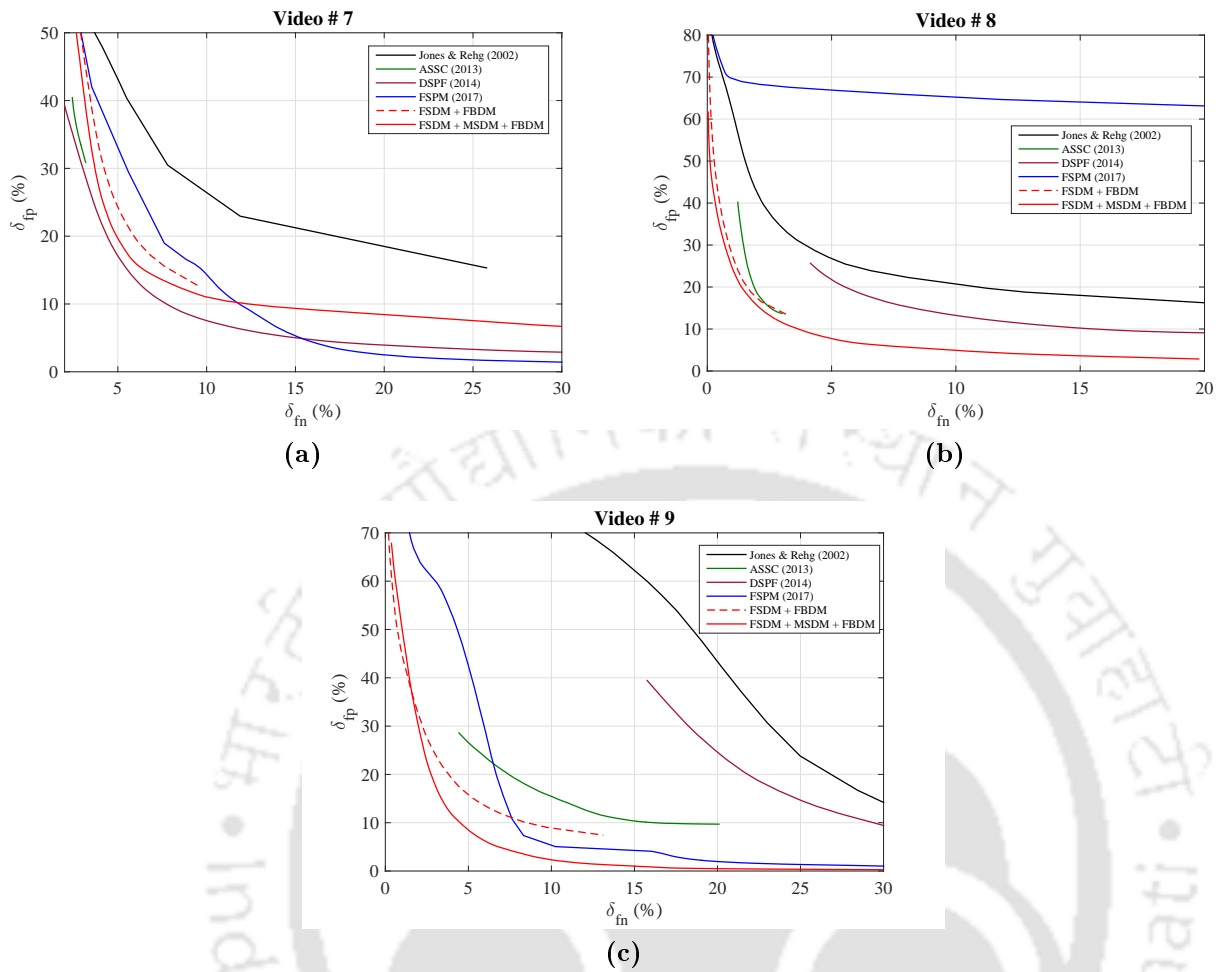 Video # 7
50
40
30
20
10
0
5
10
15
20
25
30
δfp (%)
δfn (%)
Jones & Rehg (2002)
ASSC (2013)
DSPF (2014)
FSPM (2017)
FSDM + FBDM
FSDM + MSDM + FBDM
(a)
Video # 8
80
70
60
50
40
30
20
10
0
0
5
10
15
20
δfp (%)
δfn (%)
Jones & Rehg (2002)
ASSC (2013)
DSPF (2014)
FSPM (2017)
FSDM + FBDM
FSDM + MSDM + FBDM
(b)
Video # 9
70
60
50
40
30
20
10
0
0
5
10
15
20
25
30
δfp (%)
δfn (%)
Jones & Rehg (2002)
ASSC (2013)
DSPF (2014)
FSPM (2017)
FSDM + FBDM
FSDM + MSDM + FBDM
(c)